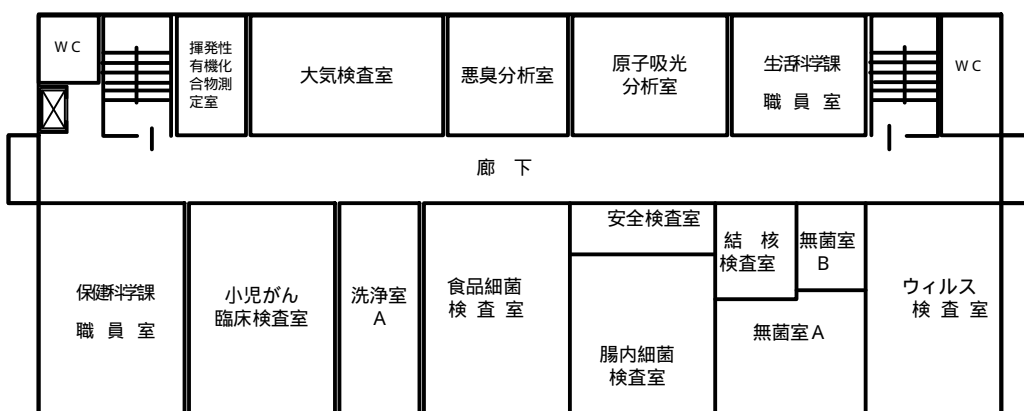 WC
揮発性
有機化
合物測
定室
大気検査室
悪臭分析室
原子吸光
分析室
生活科学課
職員室
WC
廊下
保健科学課
職員室
小児がん
臨床検査室
洗浄室
A
食品細菌
検査室
安全検査室
腸内細菌
検査室
結核
検査室
無菌室
B
無菌室A
ウィルス
検査室